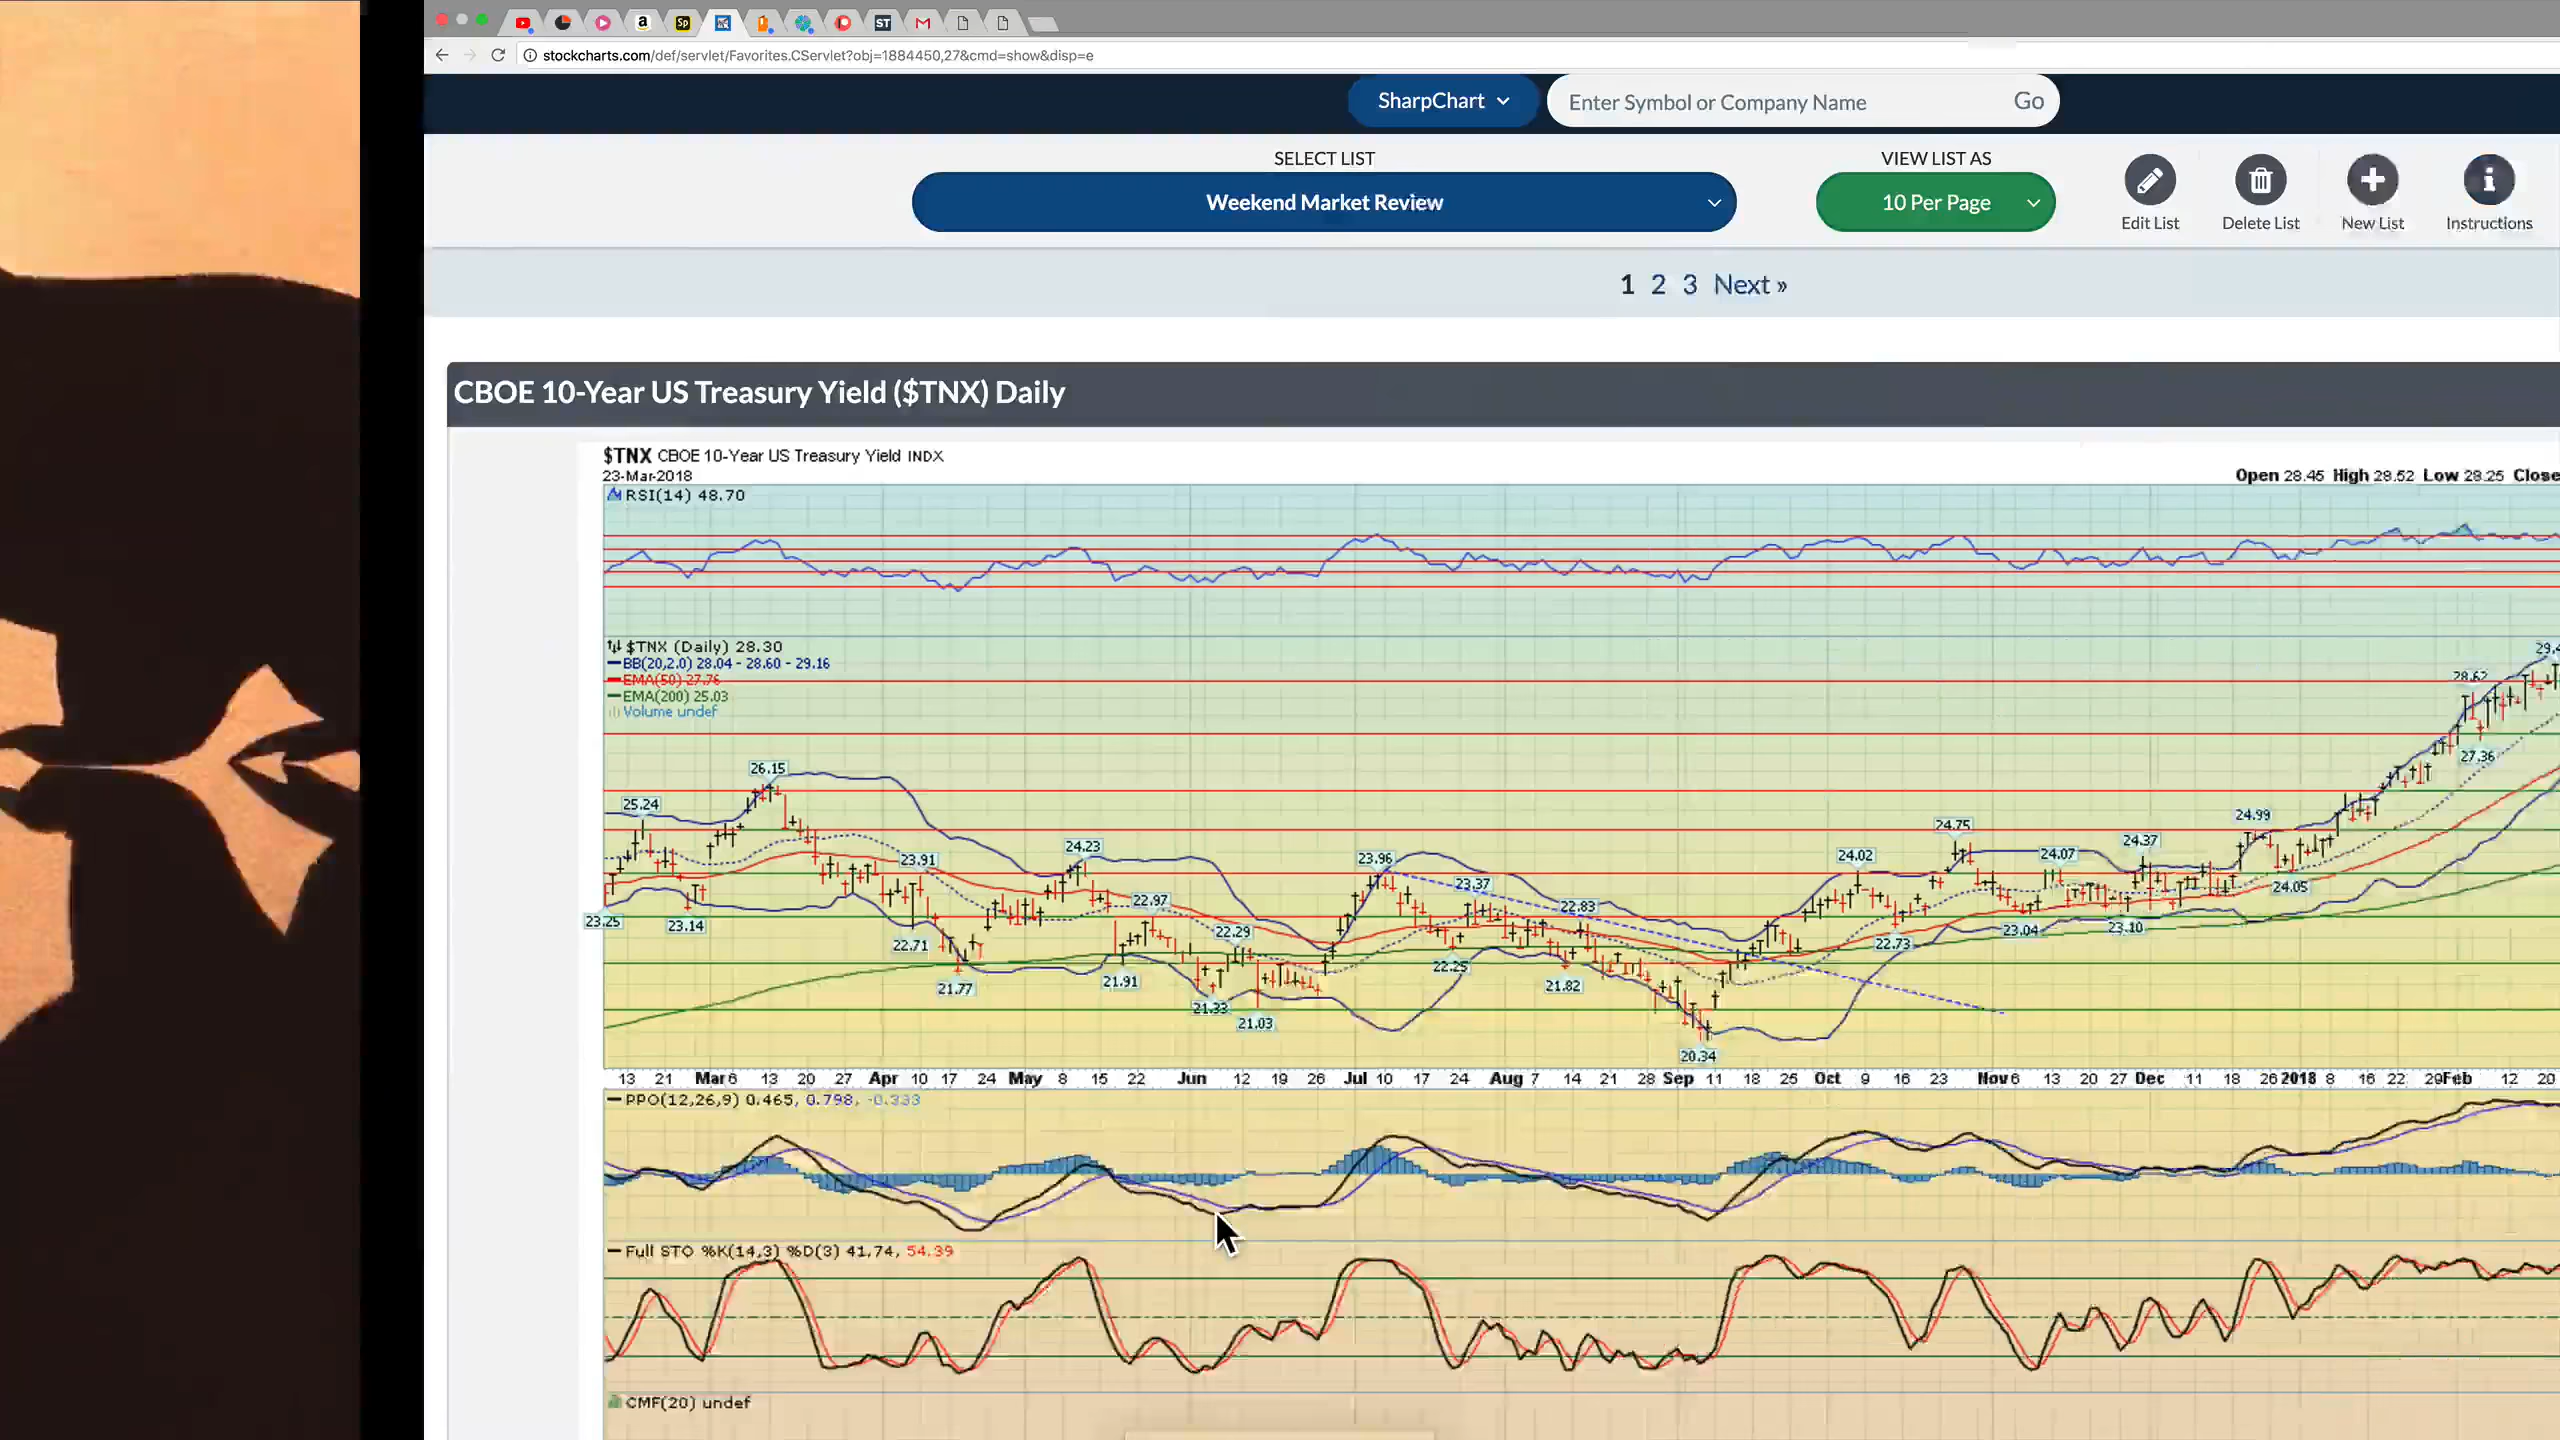 Sp
ST
stockcharts.com/def/servlet/Favorites.CServlet?obj=1884450,27&cmd=show&disp=e
SharpChart
Enter Symbol or Company Name
Go
SELECT LIST
VIEW LIST AS
Weekend Market Review
10 Per Page
Edit List
Delete List
New List
Instructions
1 2 3 Next »
CBOE 10-Year US Treasury Yield ($TNX) Daily
$TNX CBOE 10-Year US Treasury Yield INDX
23-Mar-2018
Open 28.45 High 28.52 Low 28.25 Close
RSI(14) 48.70
$TNX (Daily) 28.30
BB(20,2.0) 28.04 - 28.60 - 29.16
EMA(50) 27.76
EMA(200) 25.03
Volume undef
29.4
28.62
27.36
26.15
25.24
24.99
24.75
24.37
24.23
24.02
24.07
23.91
23.96
23.37
24.05
22.97
22.83
23.25
23.14
22.29
22.71
22.73
23.04
23.10
22.25
21.77
21.91
21.82
21.33
21.03
20.34
13 21 Mar 6 13 20 27 Apr 10 17 24 May 8 15 22 Jun 12 19 26 Jul 10 17 24 Aug 7 14 21 28 Sep 11 18 25 Oct 9 16 23 Nov 6 13 20 27 Dec 11 18 26 2018 8 16 22 29 Feb 12 20
PPO(12,26,9) 0.465, 0.798, -0.333
Full STO %K(14,3) %D(3) 41.74, 54.39
CMF(20) undef